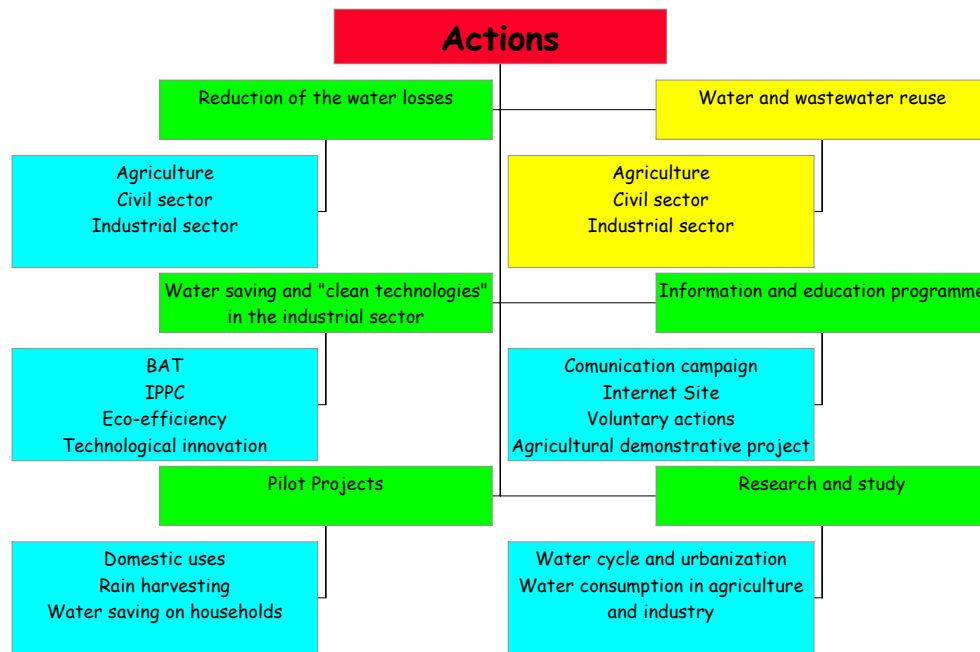 Actions
Reduction of the water losses
Water and wastewater reuse
Agriculture
Civil sector
Industrial sector
Agriculture
Civil sector
Industrial sector
Water saving and "clean technologies"
in the industrial sector
Information and education programme
BAT
IPPC
Eco-efficiency
Technological innovation
Comunication campaign
Internet Site
Voluntary actions
Agricultural demonstrative project
Pilot Projects
Research and study
Domestic uses
Rain harvesting
Water saving on households
Water cycle and urbanization
Water consumption in agriculture
and industry